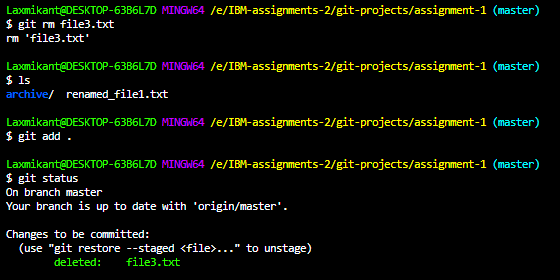 Laxmikant@DESKTOP-63B6L7D MINGW64 /e/IBM-assignments-2/git-projects/assignment-1 (master)
$ git rm file3.txt
rm 'file3.txt'
Laxmikant@DESKTOP-63B6L7D MINGW64 /e/IBM-assignments-2/git-projects/assignment-1 (master)
$ ls
archive/  renamed_file1.txt
Laxmikant@DESKTOP-63B6L7D MINGW64 /e/IBM-assignments-2/git-projects/assignment-1 (master)
$ git add .
Laxmikant@DESKTOP-63B6L7D MINGW64 /e/IBM-assignments-2/git-projects/assignment-1 (master)
$ git status
On branch master
Your branch is up to date with 'origin/master'.
Changes to be committed:
  (use "git restore --staged <file>..." to unstage)
        deleted:    file3.txt